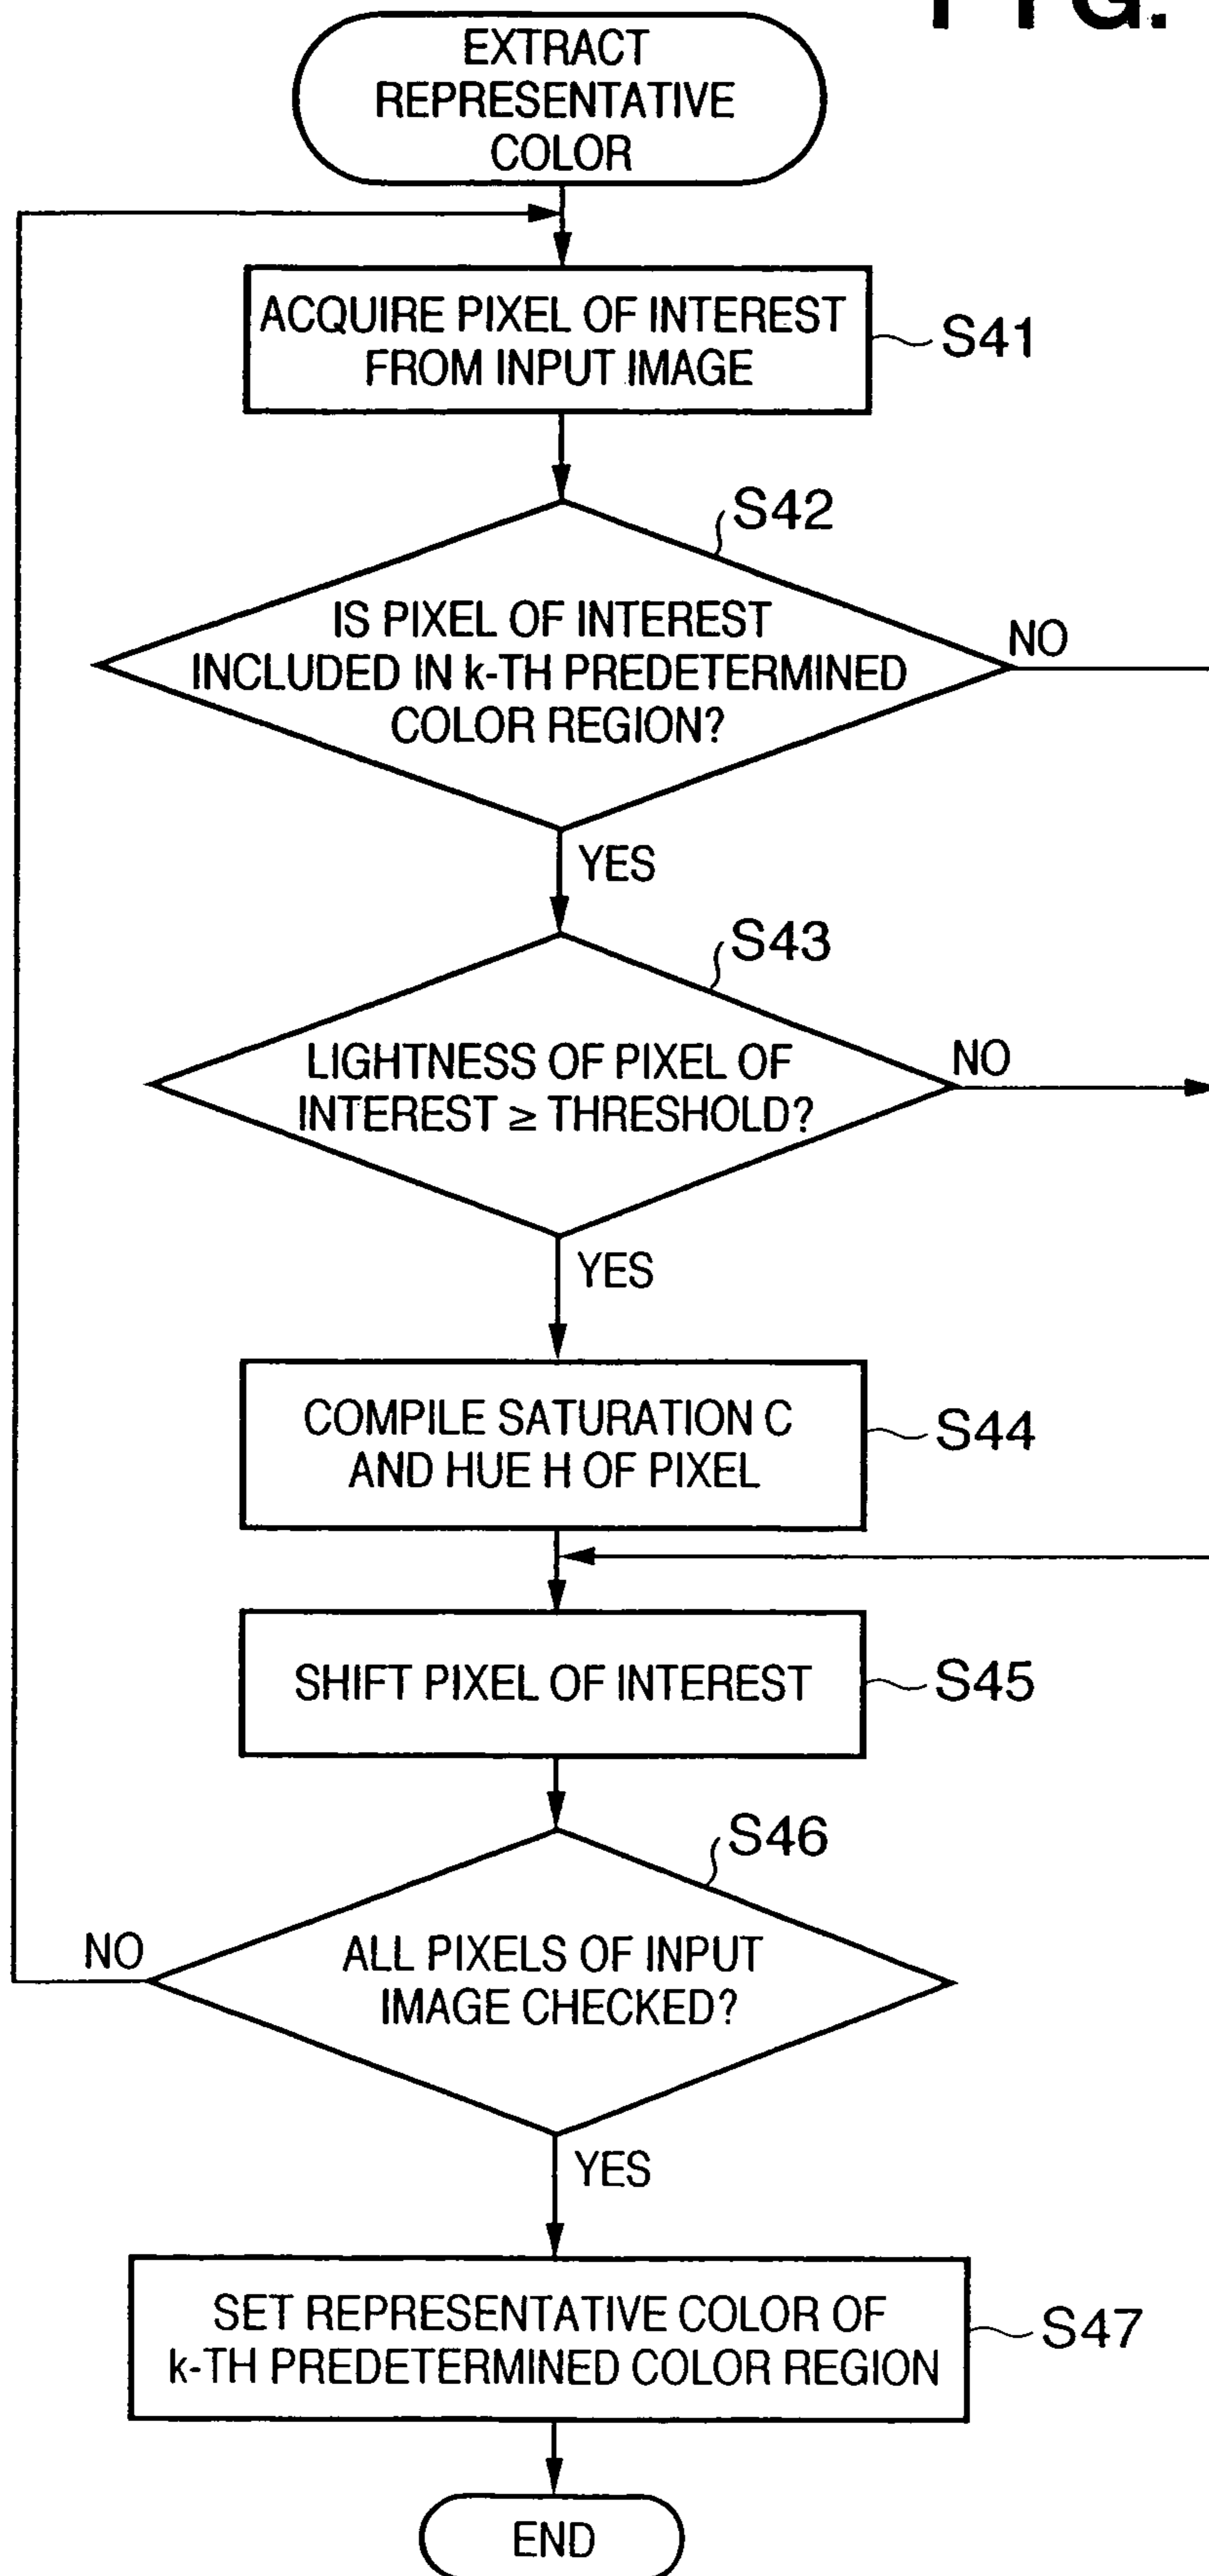 FIG.
EXTRACT
REPRESENTATIVE
COLOR
ACQUIRE PIXEL OF INTEREST
FROM INPUT IMAGE
S41
S42
IS PIXEL OF INTEREST
INCLUDED IN k-TH PREDETERMINED
COLOR REGION?
NO
YES
S43
LIGHTNESS OF PIXEL OF
INTEREST ≥ THRESHOLD?
NO
YES
COMPILE SATURATION C
AND HUE H OF PIXEL
S44
SHIFT PIXEL OF INTEREST
S45
S46
ALL PIXELS OF INPUT
IMAGE CHECKED?
NO
YES
SET REPRESENTATIVE COLOR OF
k-TH PREDETERMINED COLOR REGION
S47
END